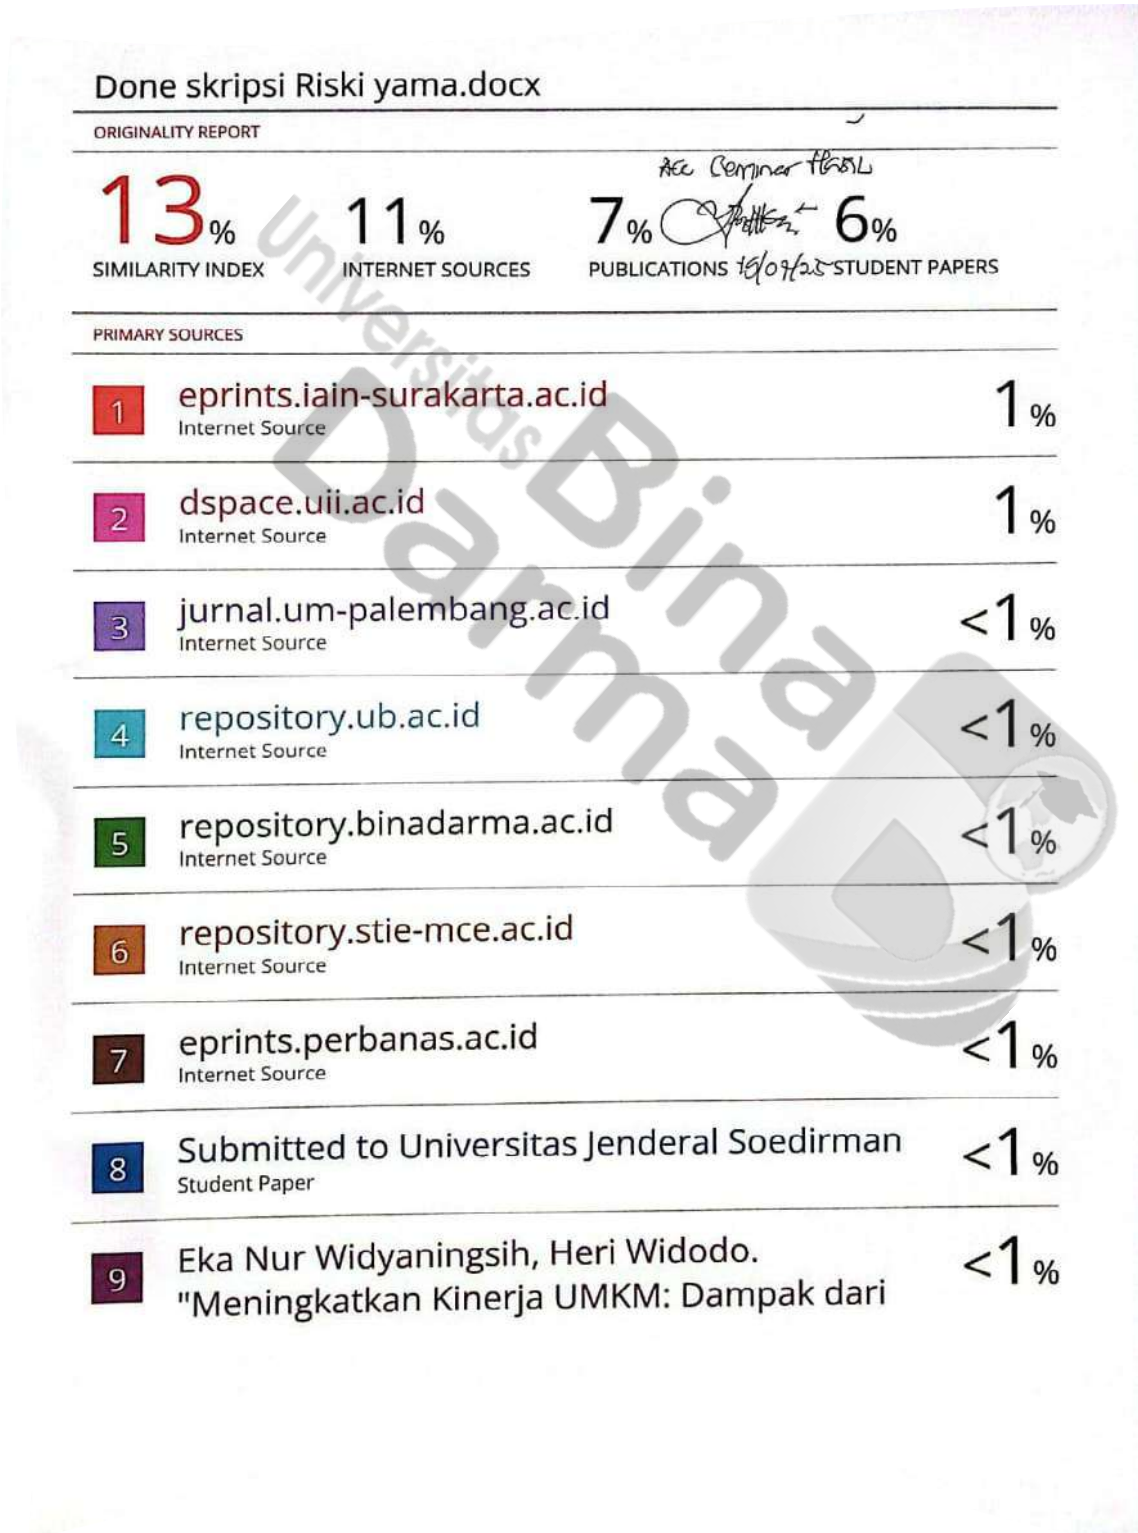 Done skripsi Riski yama.docx
ORIGINALITY REPORT
Acc Seminar Hasil
13%
11%
7%
6%
SIMILARITY INDEX
INTERNET SOURCES
PUBLICATIONS
STUDENT PAPERS
PRIMARY SOURCES
1 eprints.iain-surakarta.ac.id 1%
Internet Source
2 dspace.uii.ac.id 1%
Internet Source
3 jurnal.um-palembang.ac.id <1%
Internet Source
4 repository.ub.ac.id <1%
Internet Source
5 repository.binadarma.ac.id <1%
Internet Source
6 repository.stie-mce.ac.id <1%
Internet Source
7 eprints.perbanas.ac.id <1%
Internet Source
8 Submitted to Universitas Jenderal Soedirman <1%
Student Paper
9 Eka Nur Widyaningsih, Heri Widodo. <1%
"Meningkatkan Kinerja UMKM: Dampak dari
Universitas
Bina
Darma